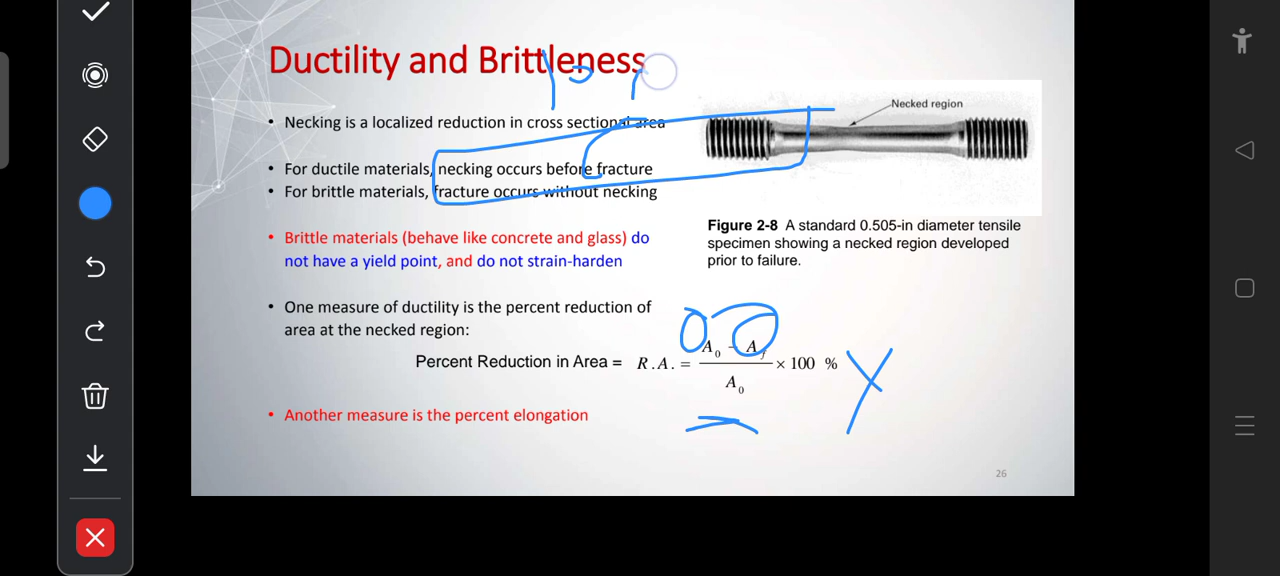 Ductility and Brittleness
• Necking is a localized reduction in cross sectional area
• For ductile materials, necking occurs before fracture
• For brittle materials, fracture occurs without necking
• Brittle materials (behave like concrete and glass) do
not have a yield point, and do not strain-harden
• One measure of ductility is the percent reduction of
area at the necked region:
Percent Reduction in Area = R.A. = (A₀ − A_f) / A₀ × 100 %
• Another measure is the percent elongation
Necked region
Figure 2-8 A standard 0.505-in diameter tensile
specimen showing a necked region developed
prior to failure.
26